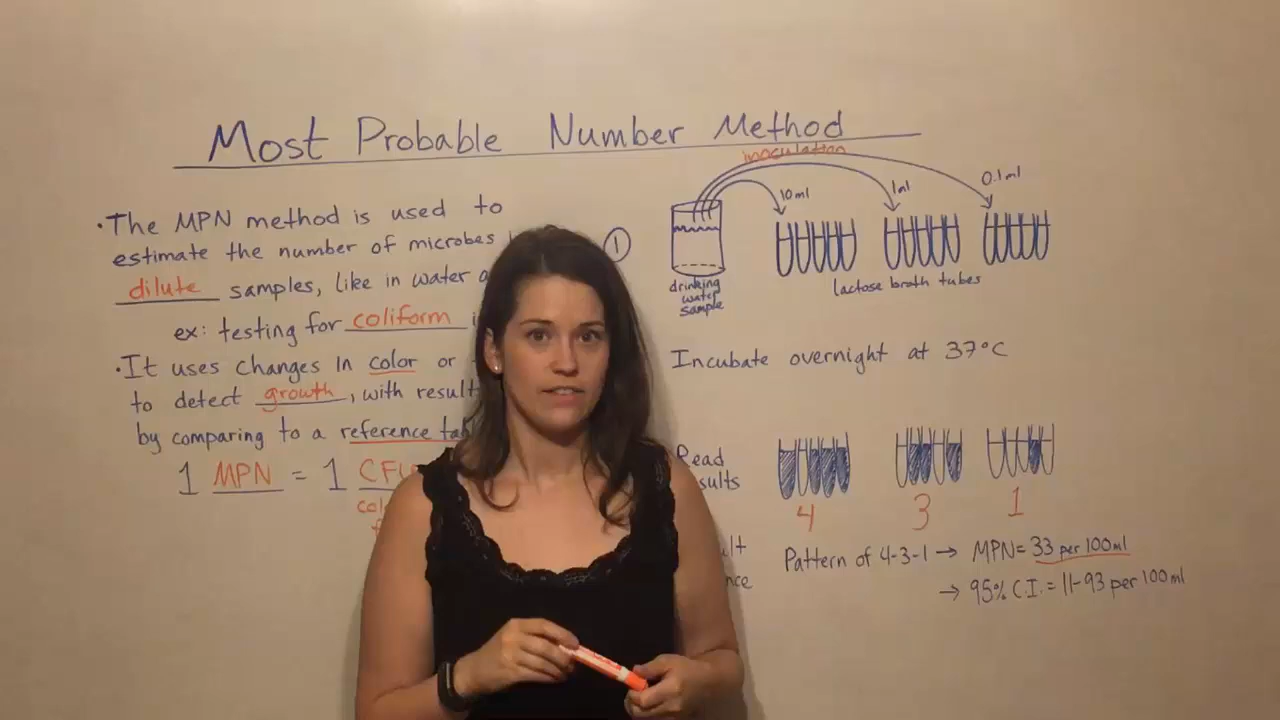 Most Probable Number Method
• The MPN method is used to
estimate the number of microbes
dilute samples, like in water
ex: testing for coliform
• It uses changes in color or
to detect growth, with
by comparing to a reference
1 MPN = 1 CFU
inoculation
10ml
1ml
0.1ml
1
drinking
water
sample
lactose broth tubes
Incubate overnight at 37°C
Read
4
3
1
Pattern of 4-3-1 → MPN = 33 per 100ml
→ 95% C.I. = 11-93 per 100ml